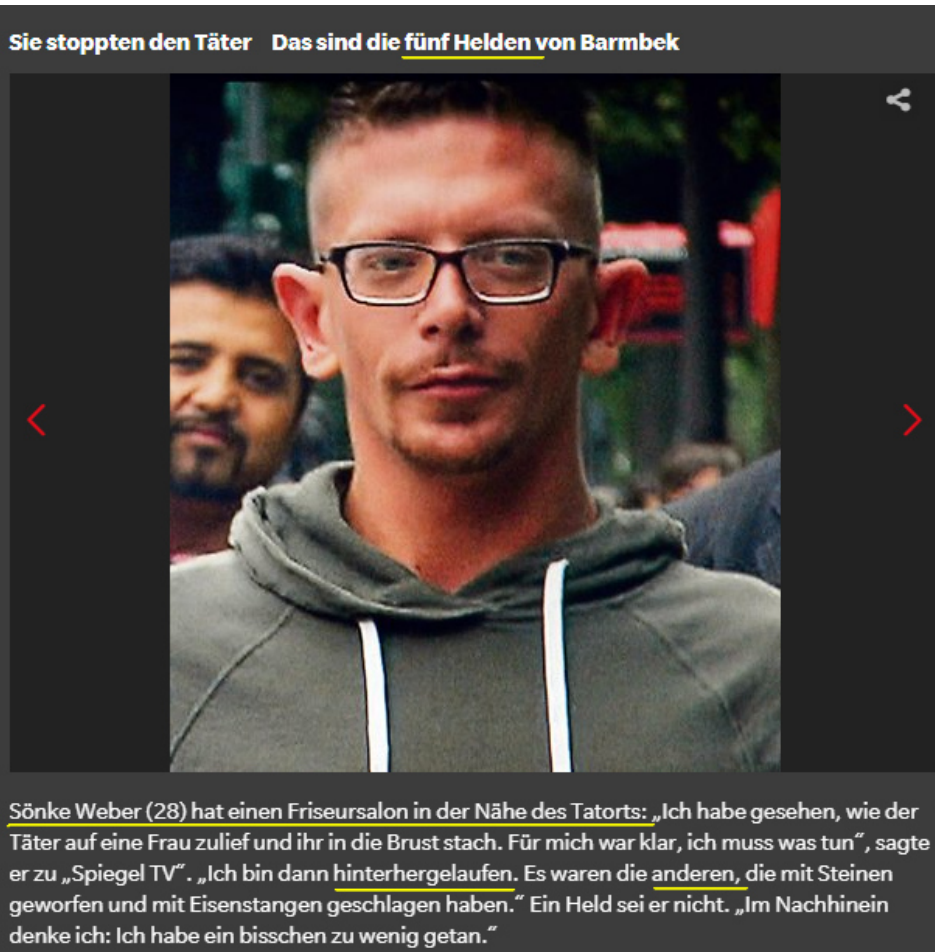 Sie stoppten den Täter Das sind die fünf Helden von Barmbek
Sönke Weber (28) hat einen Friseursalon in der Nähe des Tatorts: „Ich habe gesehen, wie der
Täter auf eine Frau zulief und ihr in die Brust stach. Für mich war klar, ich muss was tun“, sagte
er zu „Spiegel TV“. „Ich bin dann hinterhergelaufen. Es waren die anderen, die mit Steinen
geworfen und mit Eisenstangen geschlagen haben.“ Ein Held sei er nicht. „Im Nachhinein
denke ich: Ich habe ein bisschen zu wenig getan.“